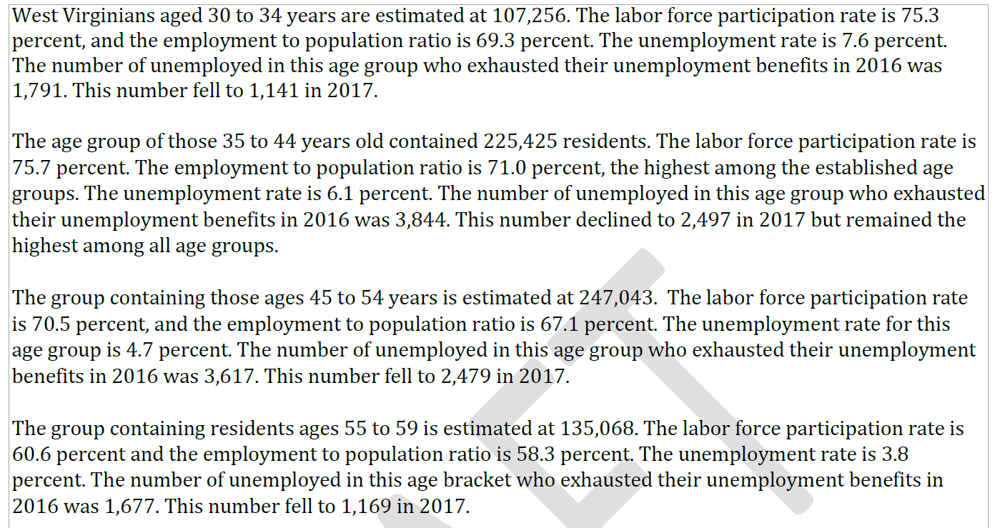 West Virginians aged 30 to 34 years are estimated at 107,256. The labor force participation rate is 75.3
percent, and the employment to population ratio is 69.3 percent. The unemployment rate is 7.6 percent.
The number of unemployed in this age group who exhausted their unemployment benefits in 2016 was
1,791. This number fell to 1,141 in 2017.
The age group of those 35 to 44 years old contained 225,425 residents. The labor force participation rate is
75.7 percent. The employment to population ratio is 71.0 percent, the highest among the established age
groups. The unemployment rate is 6.1 percent. The number of unemployed in this age group who exhausted
their unemployment benefits in 2016 was 3,844. This number declined to 2,497 in 2017 but remained the
highest among all age groups.
The group containing those ages 45 to 54 years is estimated at 247,043.  The labor force participation rate
is 70.5 percent, and the employment to population ratio is 67.1 percent. The unemployment rate for this
age group is 4.7 percent. The number of unemployed in this age group who exhausted their unemployment
benefits in 2016 was 3,617. This number fell to 2,479 in 2017.
The group containing residents ages 55 to 59 is estimated at 135,068. The labor force participation rate is
60.6 percent and the employment to population ratio is 58.3 percent. The unemployment rate is 3.8
percent. The number of unemployed in this age bracket who exhausted their unemployment benefits in
2016 was 1,677. This number fell to 1,169 in 2017.